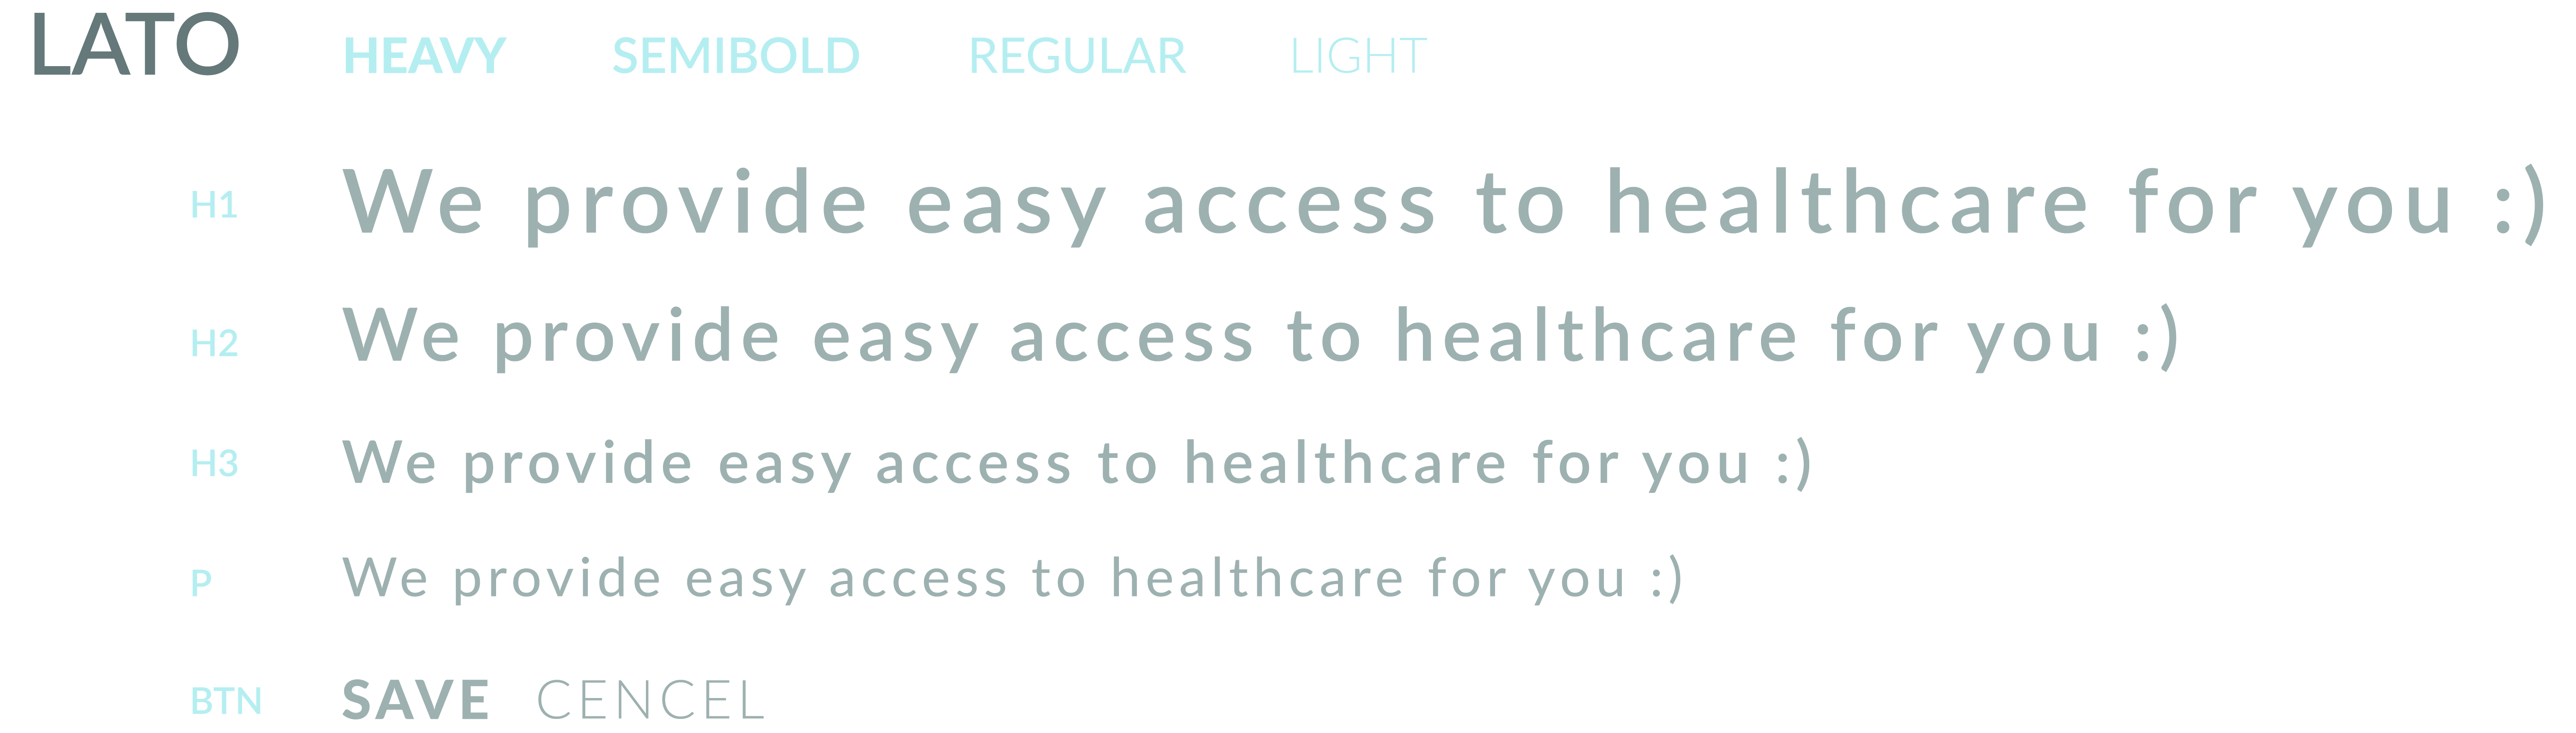 LATO HEAVY SEMIBOLD REGULAR LIGHT
H1 We provide easy access to healthcare for you :)
H2 We provide easy access to healthcare for you :)
H3 We provide easy access to healthcare for you :)
P We provide easy access to healthcare for you :)
BTN SAVE CENCEL